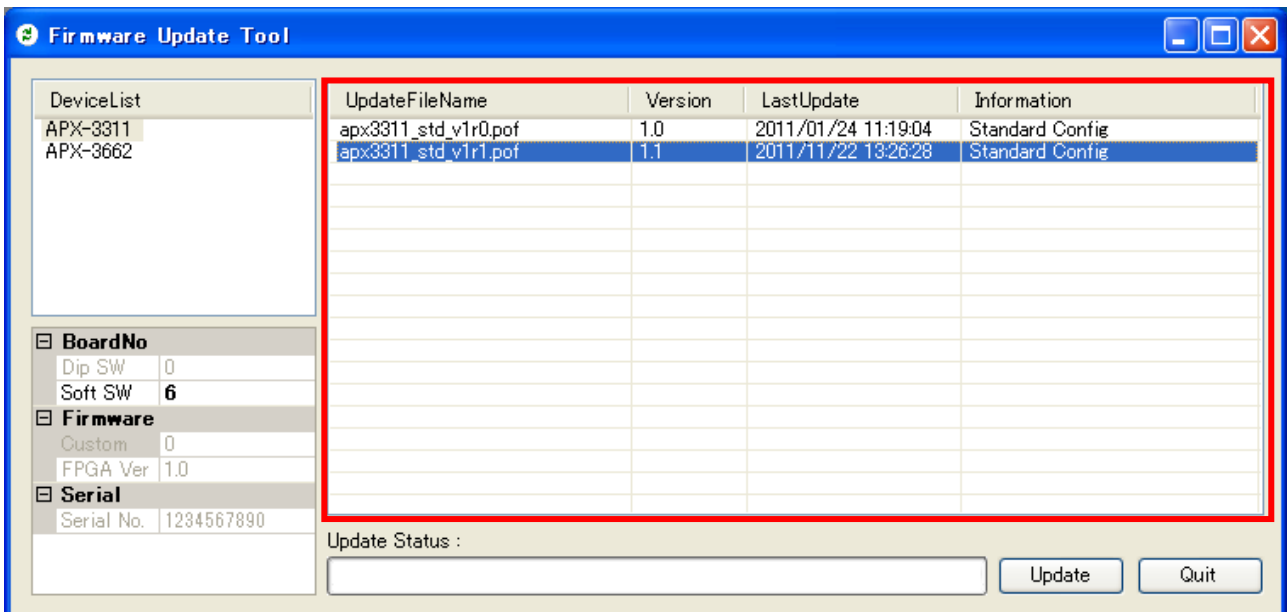 Firmware Update Tool
DeviceList
APX-3311
APX-3662
UpdateFileName Version LastUpdate Information
apx3311_std_v1r0.pof 1.0 2011/01/24 11:19:04 Standard Config
apx3311_std_v1r1.pof 1.1 2011/11/22 13:26:28 Standard Config
BoardNo
Dip SW 0
Soft SW 6
Firmware
Custom 0
FPGA Ver 1.0
Serial
Serial No. 1234567890
Update Status :
Update Quit